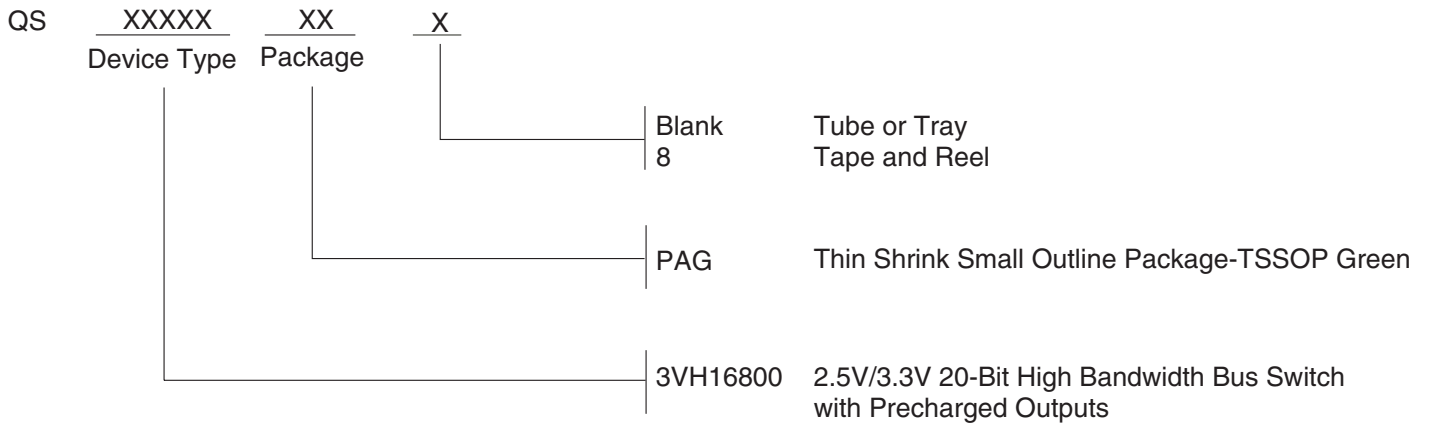 QS XXXXX XX X
Device Type Package
Blank Tube or Tray
8 Tape and Reel
PAG Thin Shrink Small Outline Package-TSSOP Green
3VH16800 2.5V/3.3V 20-Bit High Bandwidth Bus Switch
with Precharged Outputs